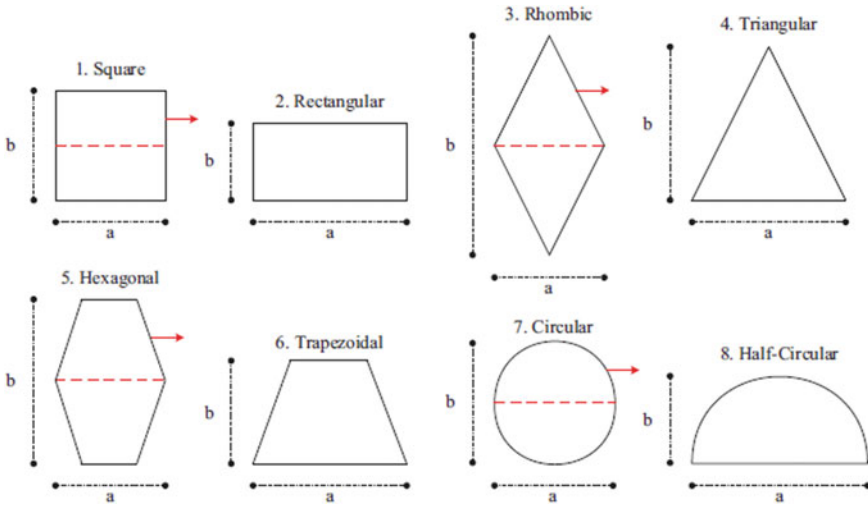 1. Square
b
a
2. Rectangular
b
a
3. Rhombic
b
a
4. Triangular
b
a
5. Hexagonal
b
a
6. Trapezoidal
b
a
7. Circular
b
a
8. Half-Circular
b
a